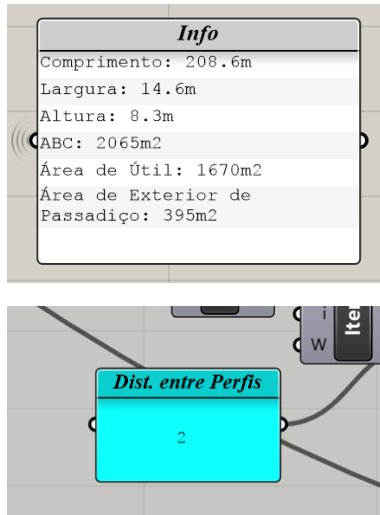 Info
Comprimento: 208.6m
Largura: 14.6m
Altura: 8.3m
ABC: 2065m2
Área de Útil: 1670m2
Área de Exterior de
Passadiço: 395m2
i
W
Ite
Dist. entre Perfis
2